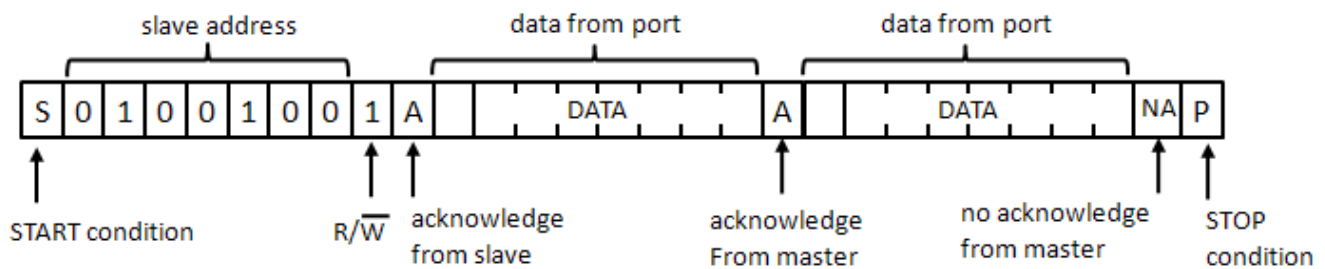 slave address data from port data from port
S 0 1 0 0 1 0 0 1 A DATA A DATA NA P
START condition
R/W̅
acknowledge
from slave
acknowledge
From master
no acknowledge
from master
STOP
condition